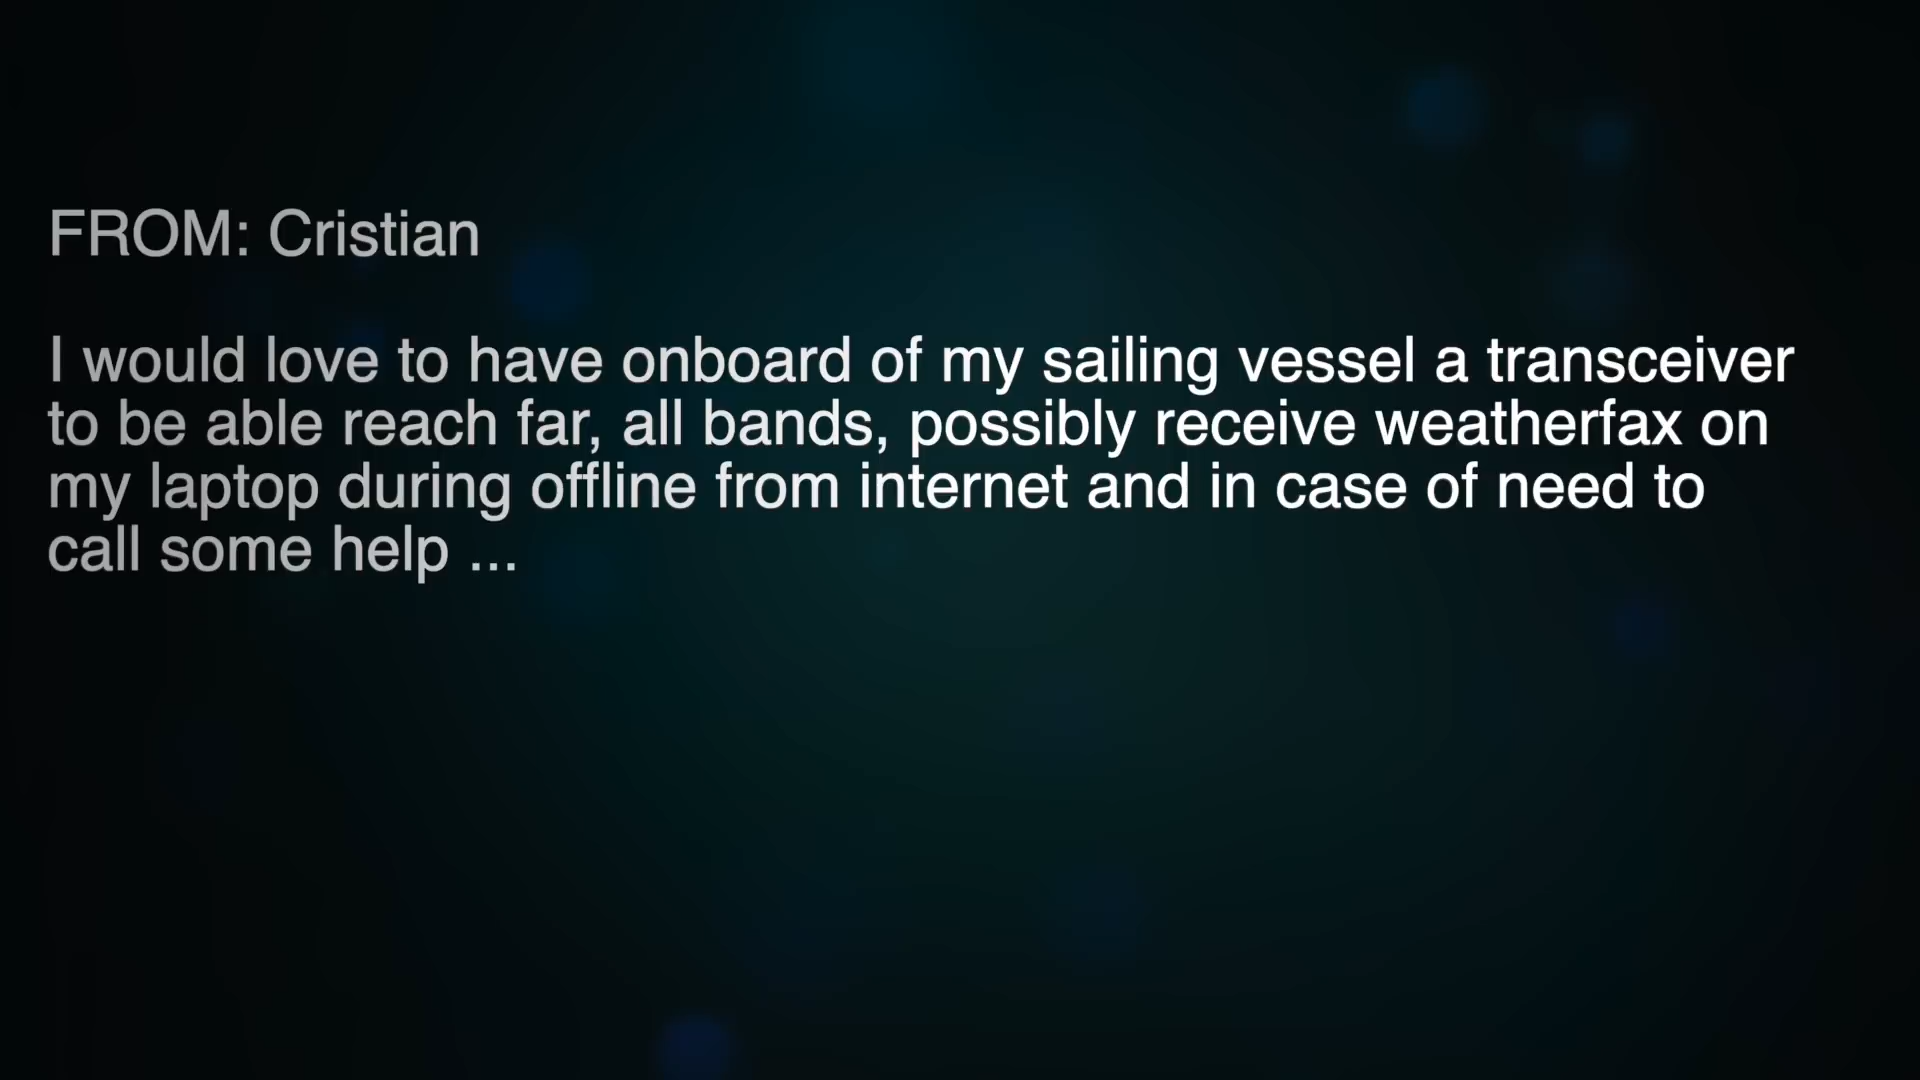 FROM: Cristian
I would love to have onboard of my sailing vessel a transceiver
to be able reach far, all bands, possibly receive weatherfax on
my laptop during offline from internet and in case of need to
call some help ...